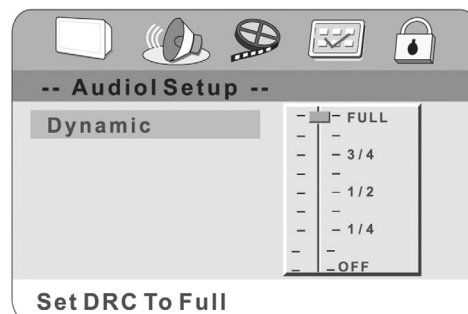 -- Audiol Setup --
Dynamic
FULL
3/4
1/2
1/4
OFF
Set DRC To Full